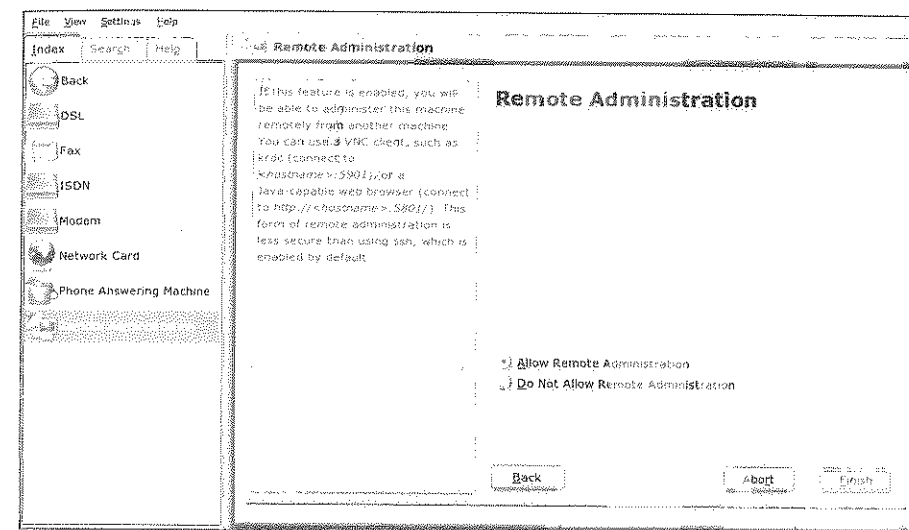 File View Settings Help
Index Search Help
Remote Administration
Back
DSL
Fax
ISDN
Modem
Network Card
Phone Answering Machine
If this feature is enabled, you will
be able to administer this machine
remotely from another machine
You can use a VNC client, such as
krdc (connect to
<hostname>:5901), or a
Java-capable web browser (connect
to http://<hostname>:5801/) This
form of remote administration is
less secure than using ssh, which is
enabled by default
Remote Administration
Allow Remote Administration
Do Not Allow Remote Administration
Back
Abort
Finish